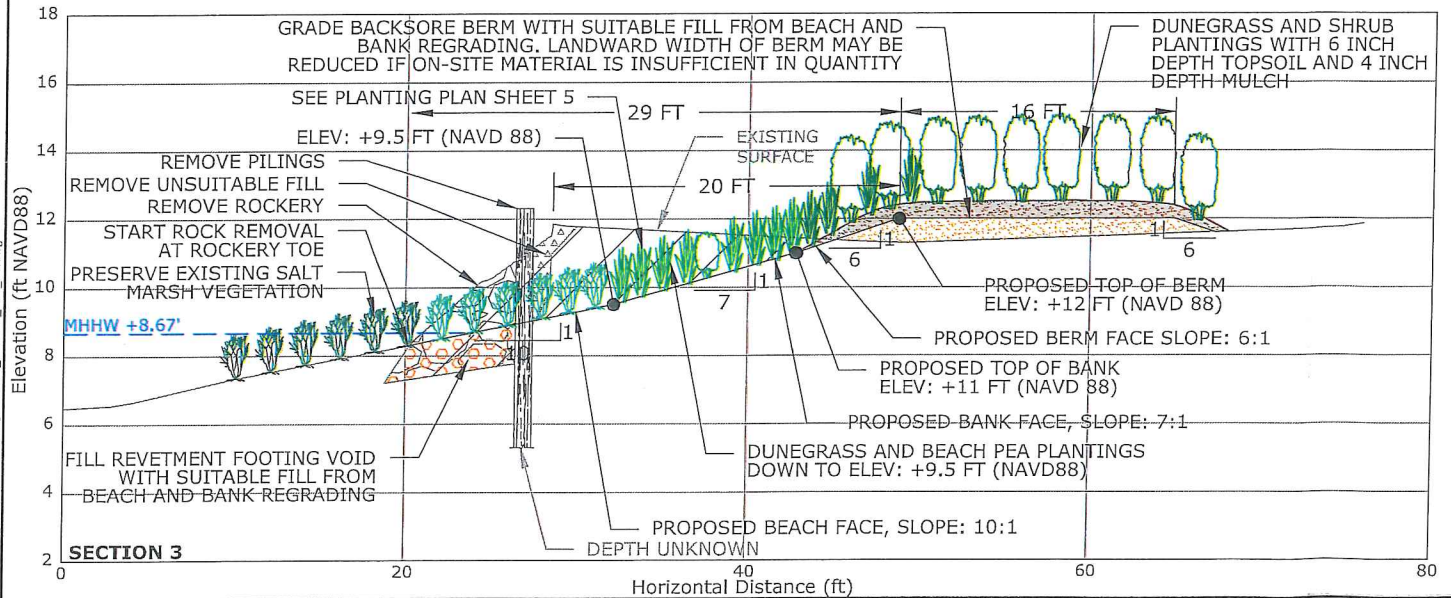 18
16
14
12
10
8
6
4
2
Elevation (ft NAVD88)
GRADE BACKSORE BERM WITH SUITABLE FILL FROM BEACH AND
BANK REGRADING. LANDWARD WIDTH OF BERM MAY BE
REDUCED IF ON-SITE MATERIAL IS INSUFFICIENT IN QUANTITY
DUNEGRASS AND SHRUB
PLANTINGS WITH 6 INCH
DEPTH TOPSOIL AND 4 INCH
DEPTH MULCH
SEE PLANTING PLAN SHEET 5
29 FT
16 FT
ELEV: +9.5 FT (NAVD 88)
EXISTING
SURFACE
REMOVE PILINGS
REMOVE UNSUITABLE FILL
20 FT
REMOVE ROCKERY
START ROCK REMOVAL
AT ROCKERY TOE
PRESERVE EXISTING SALT
MARSH VEGETATION
MHHW +8.67'
1
10
1
7
1
6
1
6
PROPOSED TOP OF BERM
ELEV: +12 FT (NAVD 88)
PROPOSED BERM FACE SLOPE: 6:1
PROPOSED TOP OF BANK
ELEV: +11 FT (NAVD 88)
PROPOSED BANK FACE, SLOPE: 7:1
DUNEGRASS AND BEACH PEA PLANTINGS
DOWN TO ELEV: +9.5 FT (NAVD88)
FILL REVETMENT FOOTING VOID
WITH SUITABLE FILL FROM
BEACH AND BANK REGRADING
PROPOSED BEACH FACE, SLOPE: 10:1
DEPTH UNKNOWN
SECTION 3
0
20
40
60
80
Horizontal Distance (ft)